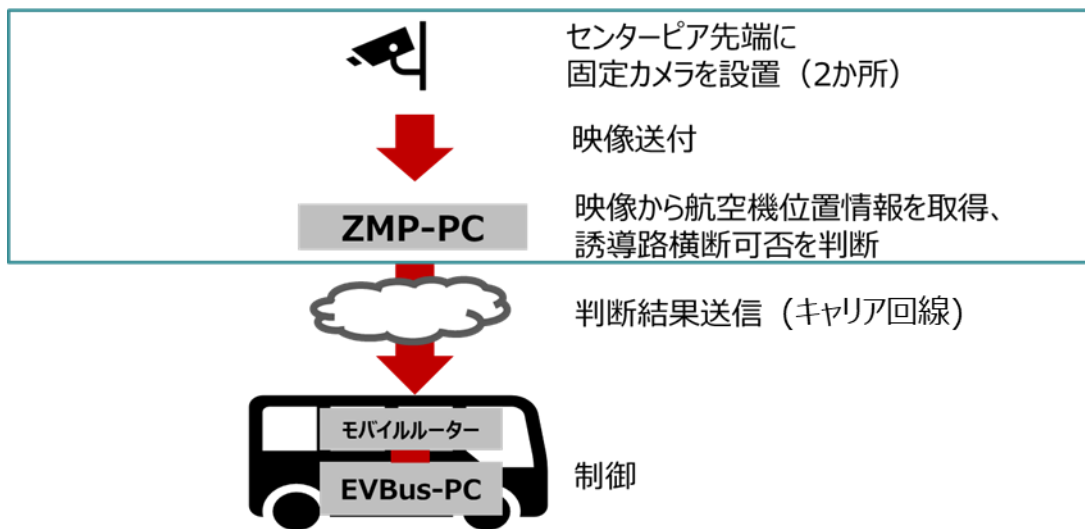 センターピア先端に
固定カメラを設置（2か所）
映像送付
ZMP-PC
映像から航空機位置情報を取得、
誘導路横断可否を判断
判断結果送信 (キャリア回線)
モバイルルーター
EVBus-PC
制御